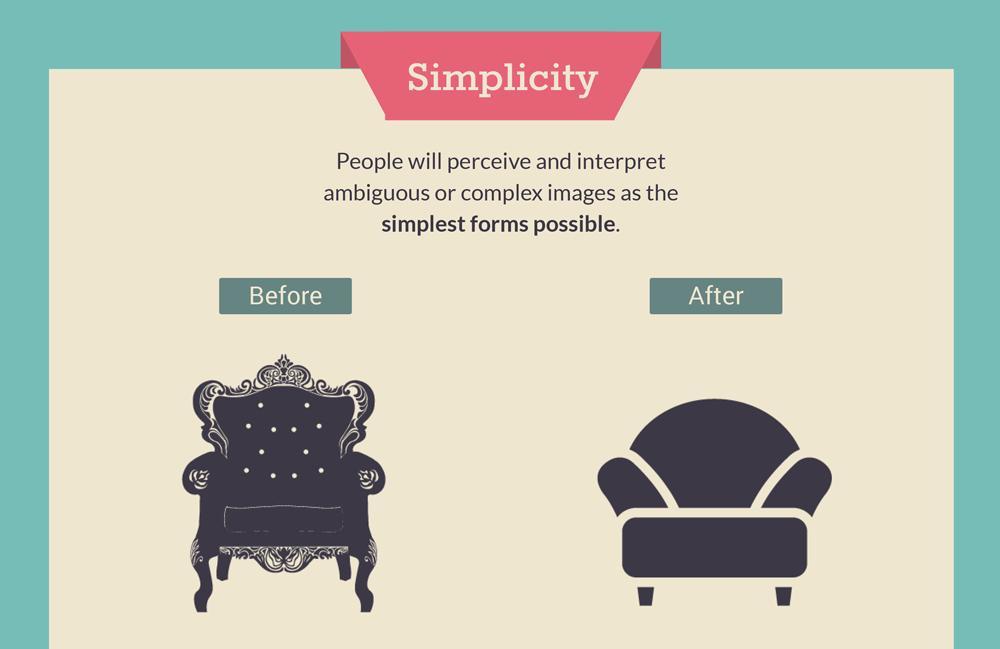 Simplicity
People will perceive and interpret
ambiguous or complex images as the
simplest forms possible.
Before
After